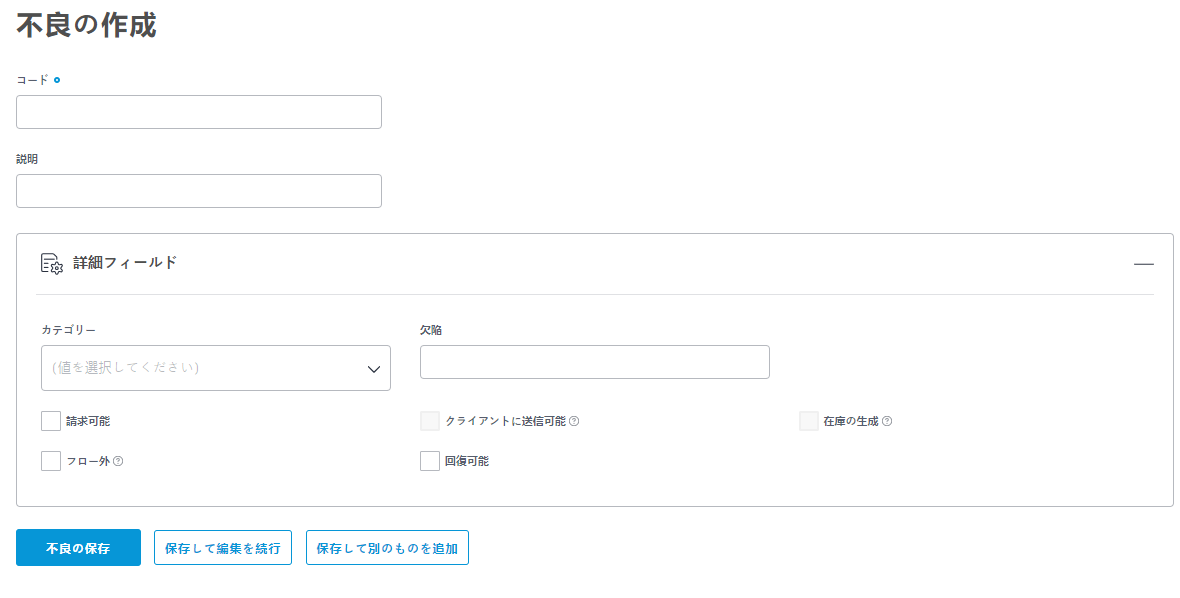 不良の作成
コード
説明
詳細フィールド
カテゴリー 欠陥
(値を選択してください)
請求可能 クライアントに送信可能 ? 在庫の生成 ?
フロー外 ? 回復可能
不良の保存 保存して編集を続行 保存して別のものを追加